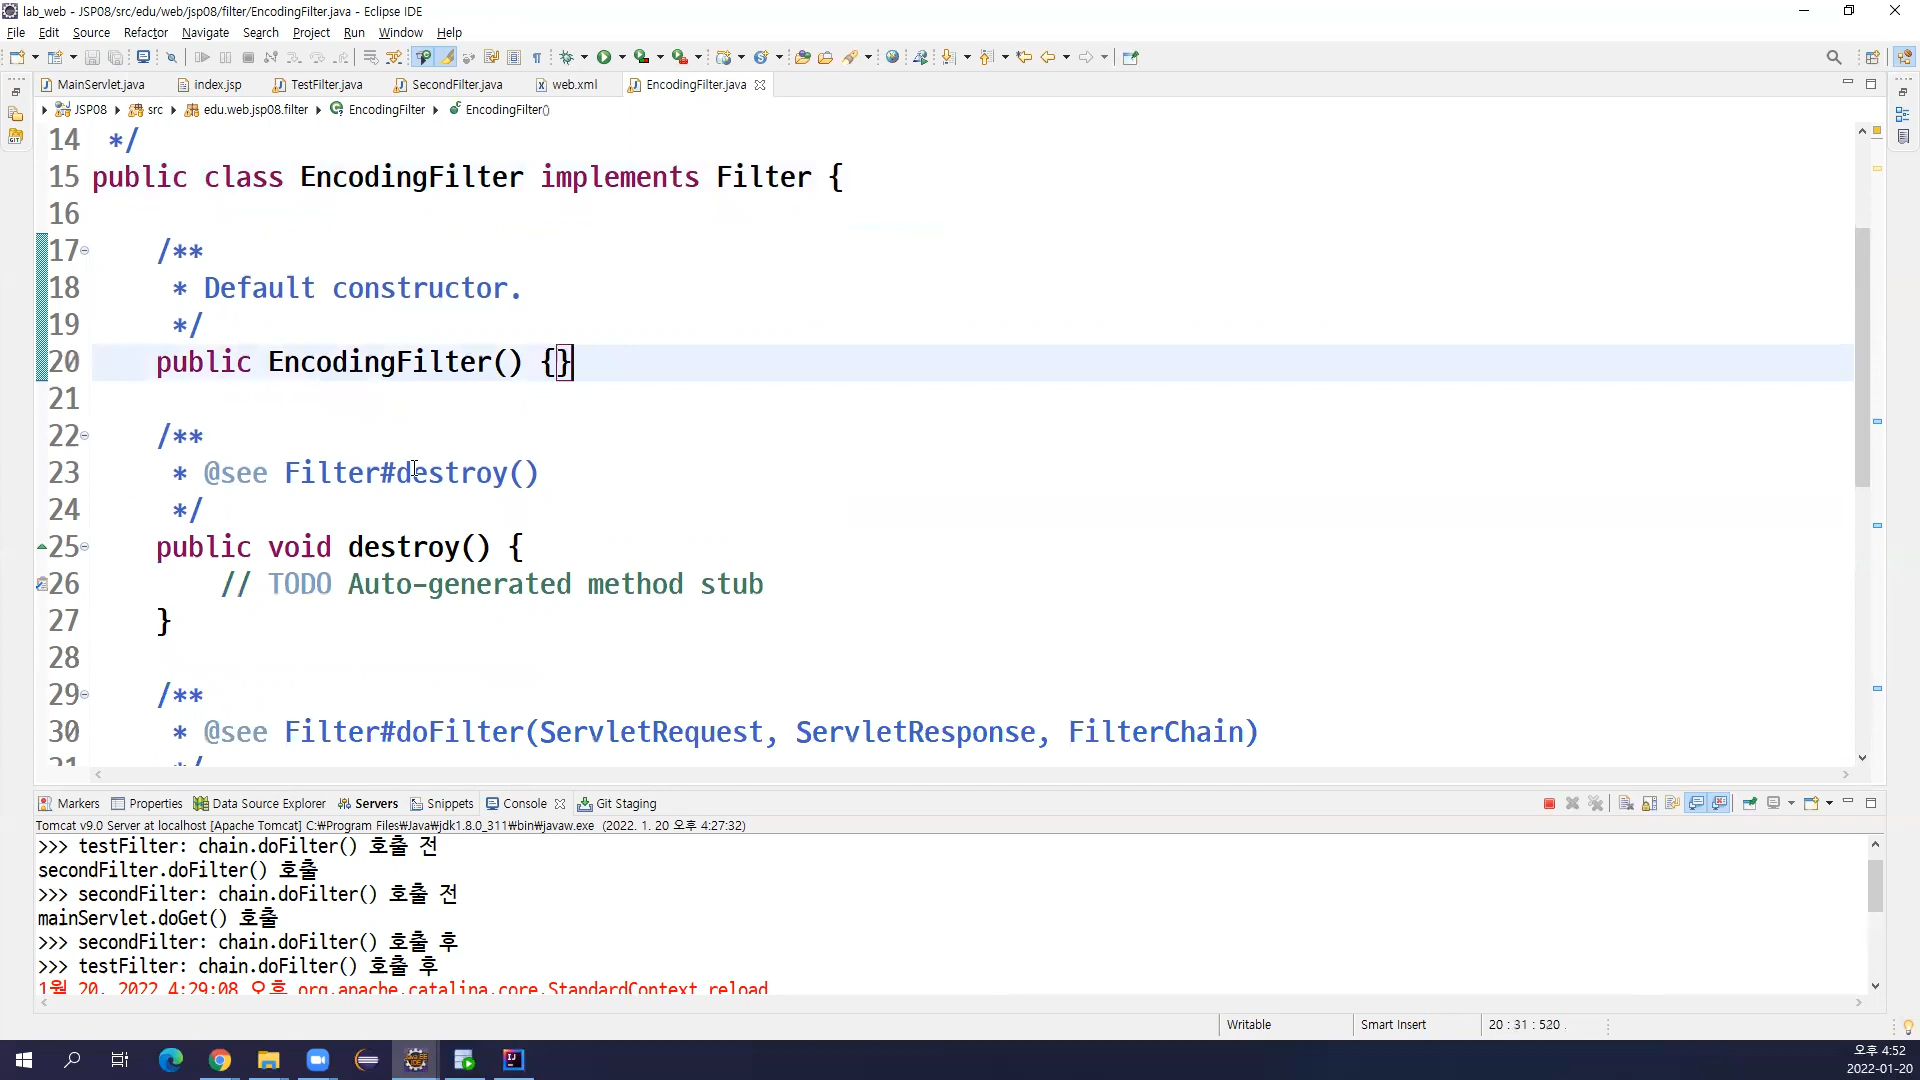 lab_web - JSP08/src/edu/web/jsp08/filter/EncodingFilter.java - Eclipse IDE
File Edit Source Refactor Navigate Search Project Run Window Help
MainServlet.java index.jsp TestFilter.java SecondFilter.java web.xml EncodingFilter.java
JSP08 src edu.web.jsp08.filter EncodingFilter EncodingFilter()
14 */
15 public class EncodingFilter implements Filter {
16
17 /**
18 * Default constructor.
19 */
20 public EncodingFilter() {}
21
22 /**
23 * @see Filter#destroy()
24 */
25 public void destroy() {
26 // TODO Auto-generated method stub
27 }
28
29 /**
30 * @see Filter#doFilter(ServletRequest, ServletResponse, FilterChain)
31 */
Markers Properties Data Source Explorer Servers Snippets Console Git Staging
Tomcat v9.0 Server at localhost [Apache Tomcat] C:₩Program Files₩Java₩jdk1.8.0_311₩bin₩javaw.exe (2022. 1. 20 오후 4:27:32)
>>> testFilter: chain.doFilter() 호출 전
secondFilter.doFilter() 호출
>>> secondFilter: chain.doFilter() 호출 전
mainServlet.doGet() 호출
>>> secondFilter: chain.doFilter() 호출 후
>>> testFilter: chain.doFilter() 호출 후
1월 20, 2022 4:29:08 오후 org.apache.catalina.core.StandardContext reload
Writable Smart Insert 20 : 31 : 520
오후 4:52
2022-01-20